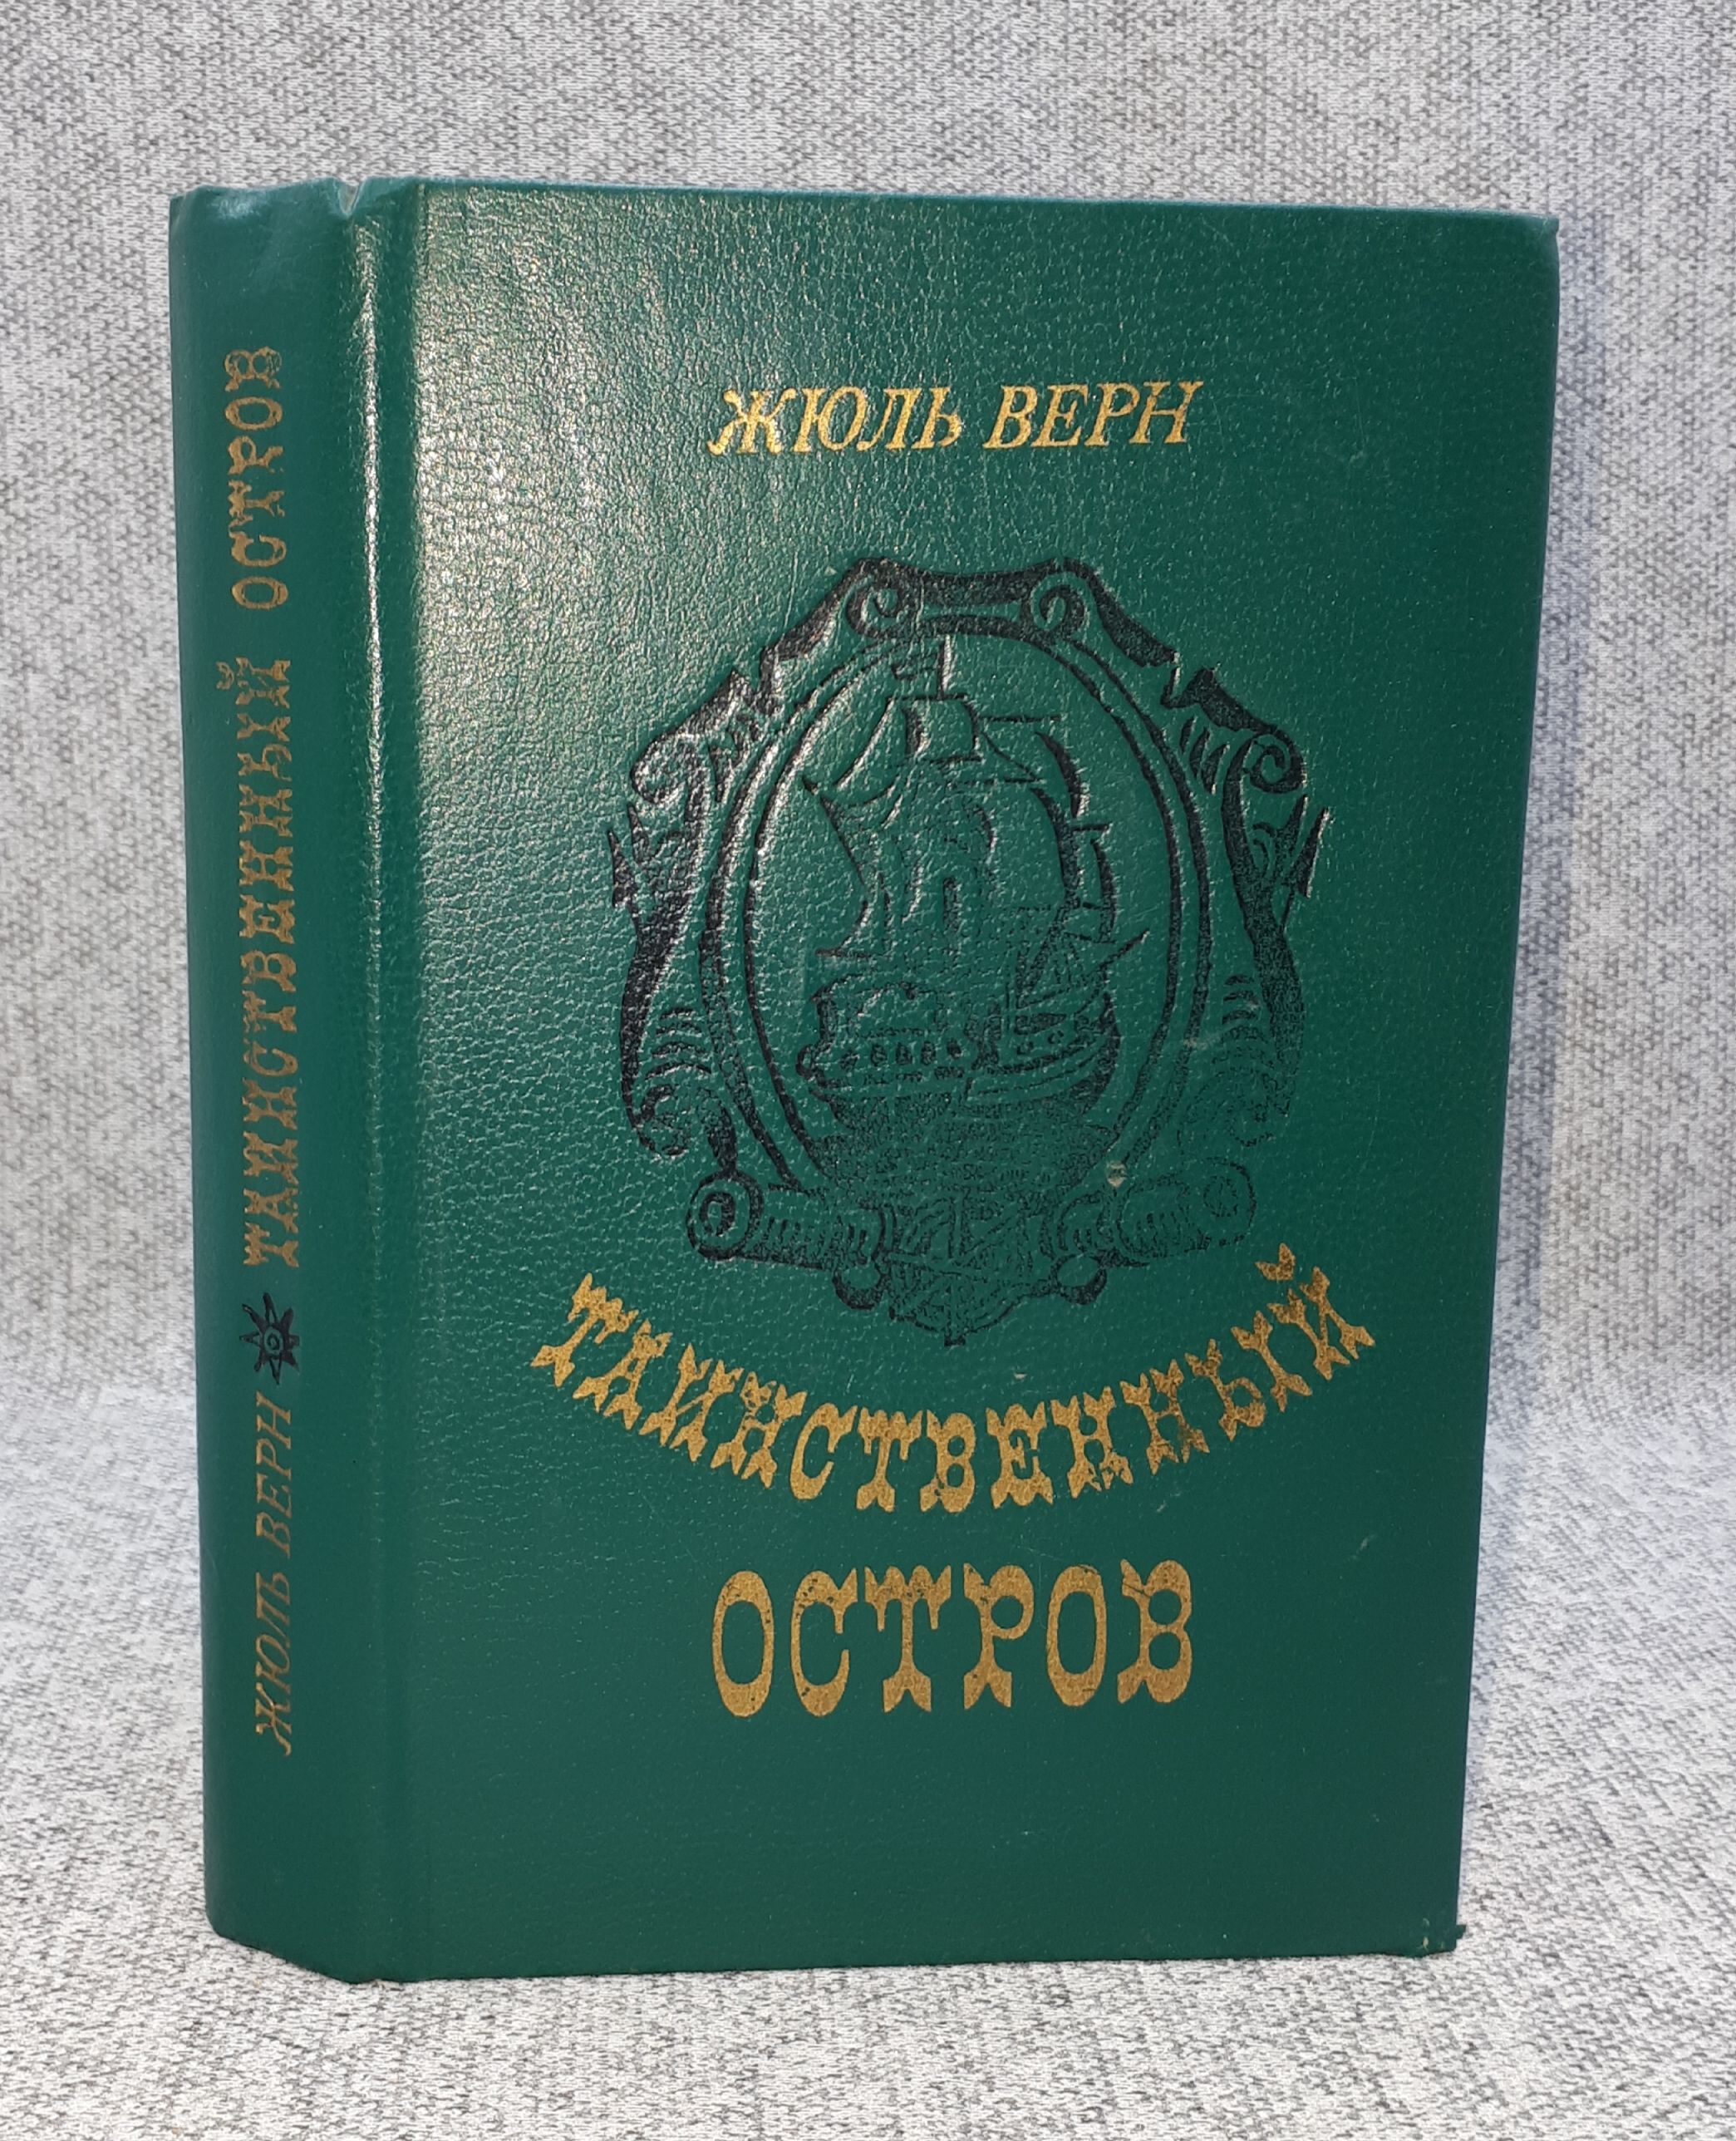 ЖЮЛЬ ВЕРН
ТАИНСТВЕННЫЙ
ОСТРОВ
ЖЮЛЬ ВЕРН ТАИНСТВЕННЫЙ ОСТРОВ